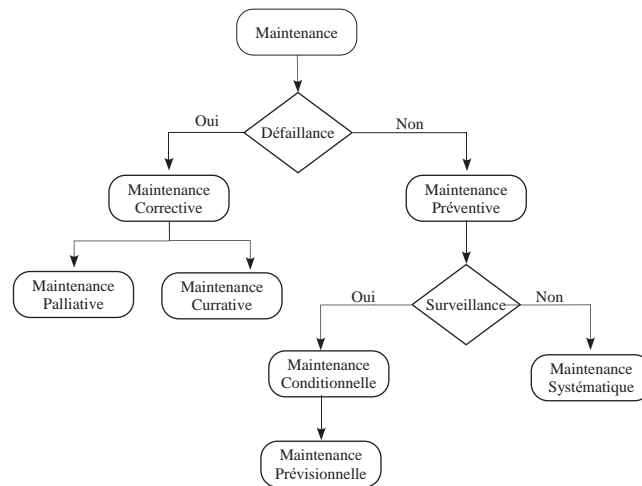 Maintenance
Oui
Défaillance
Non
Maintenance
Corrective
Maintenance
Préventive
Maintenance
Palliative
Maintenance
Currative
Oui
Surveillance
Non
Maintenance
Conditionnelle
Maintenance
Systématique
Maintenance
Prévisionnelle